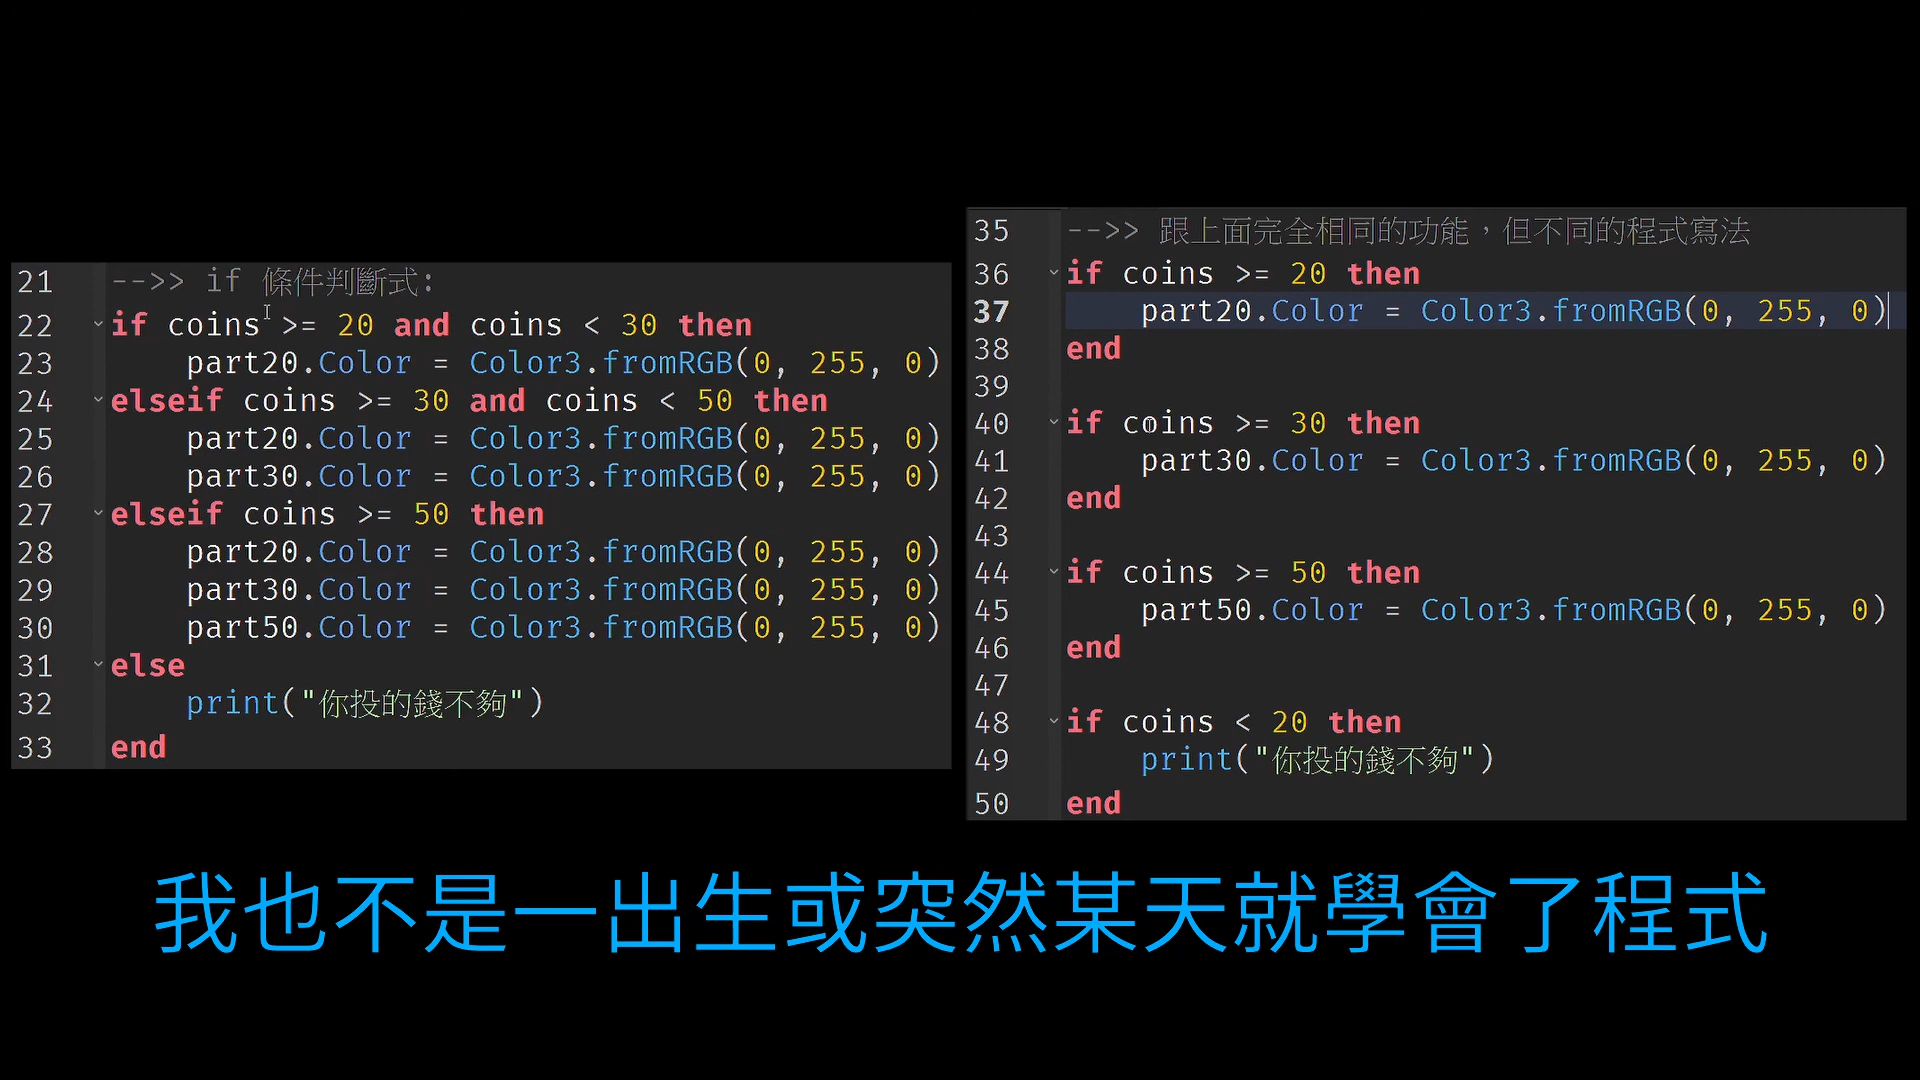 21 -->> if 條件判斷式:
22 if coins >= 20 and coins < 30 then
23 part20.Color = Color3.fromRGB(0, 255, 0)
24 elseif coins >= 30 and coins < 50 then
25 part20.Color = Color3.fromRGB(0, 255, 0)
26 part30.Color = Color3.fromRGB(0, 255, 0)
27 elseif coins >= 50 then
28 part20.Color = Color3.fromRGB(0, 255, 0)
29 part30.Color = Color3.fromRGB(0, 255, 0)
30 part50.Color = Color3.fromRGB(0, 255, 0)
31 else
32 print("你投的錢不夠")
33 end
35 -->> 跟上面完全相同的功能，但不同的程式寫法
36 if coins >= 20 then
37 part20.Color = Color3.fromRGB(0, 255, 0)
38 end
39
40 if coins >= 30 then
41 part30.Color = Color3.fromRGB(0, 255, 0)
42 end
43
44 if coins >= 50 then
45 part50.Color = Color3.fromRGB(0, 255, 0)
46 end
47
48 if coins < 20 then
49 print("你投的錢不夠")
50 end
我也不是一出生或突然某天就學會了程式